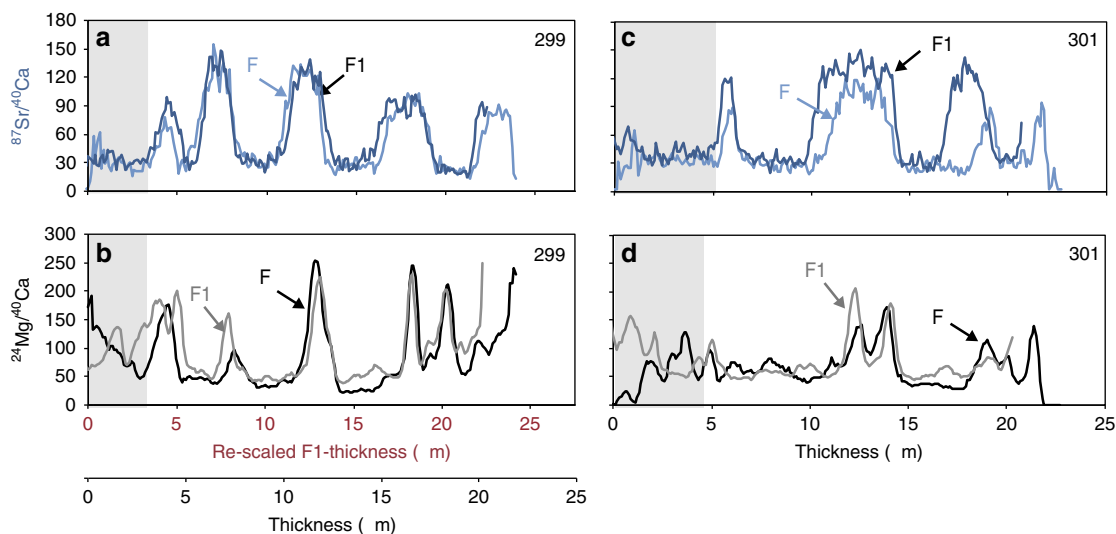 a
299
180
150
120
90
60
30
0
⁸⁷Sr/⁴⁰Ca
F
F1
c
301
F1
F
b
299
300
250
200
150
100
50
0
²⁴Mg/⁴⁰Ca
F1
F
0 5 10 15 20 25
Re-scaled F1-thickness ( m)
0 5 10 15 20 25
Thickness ( m)
d
301
F1
F
0 5 10 15 20 25
Thickness ( m)